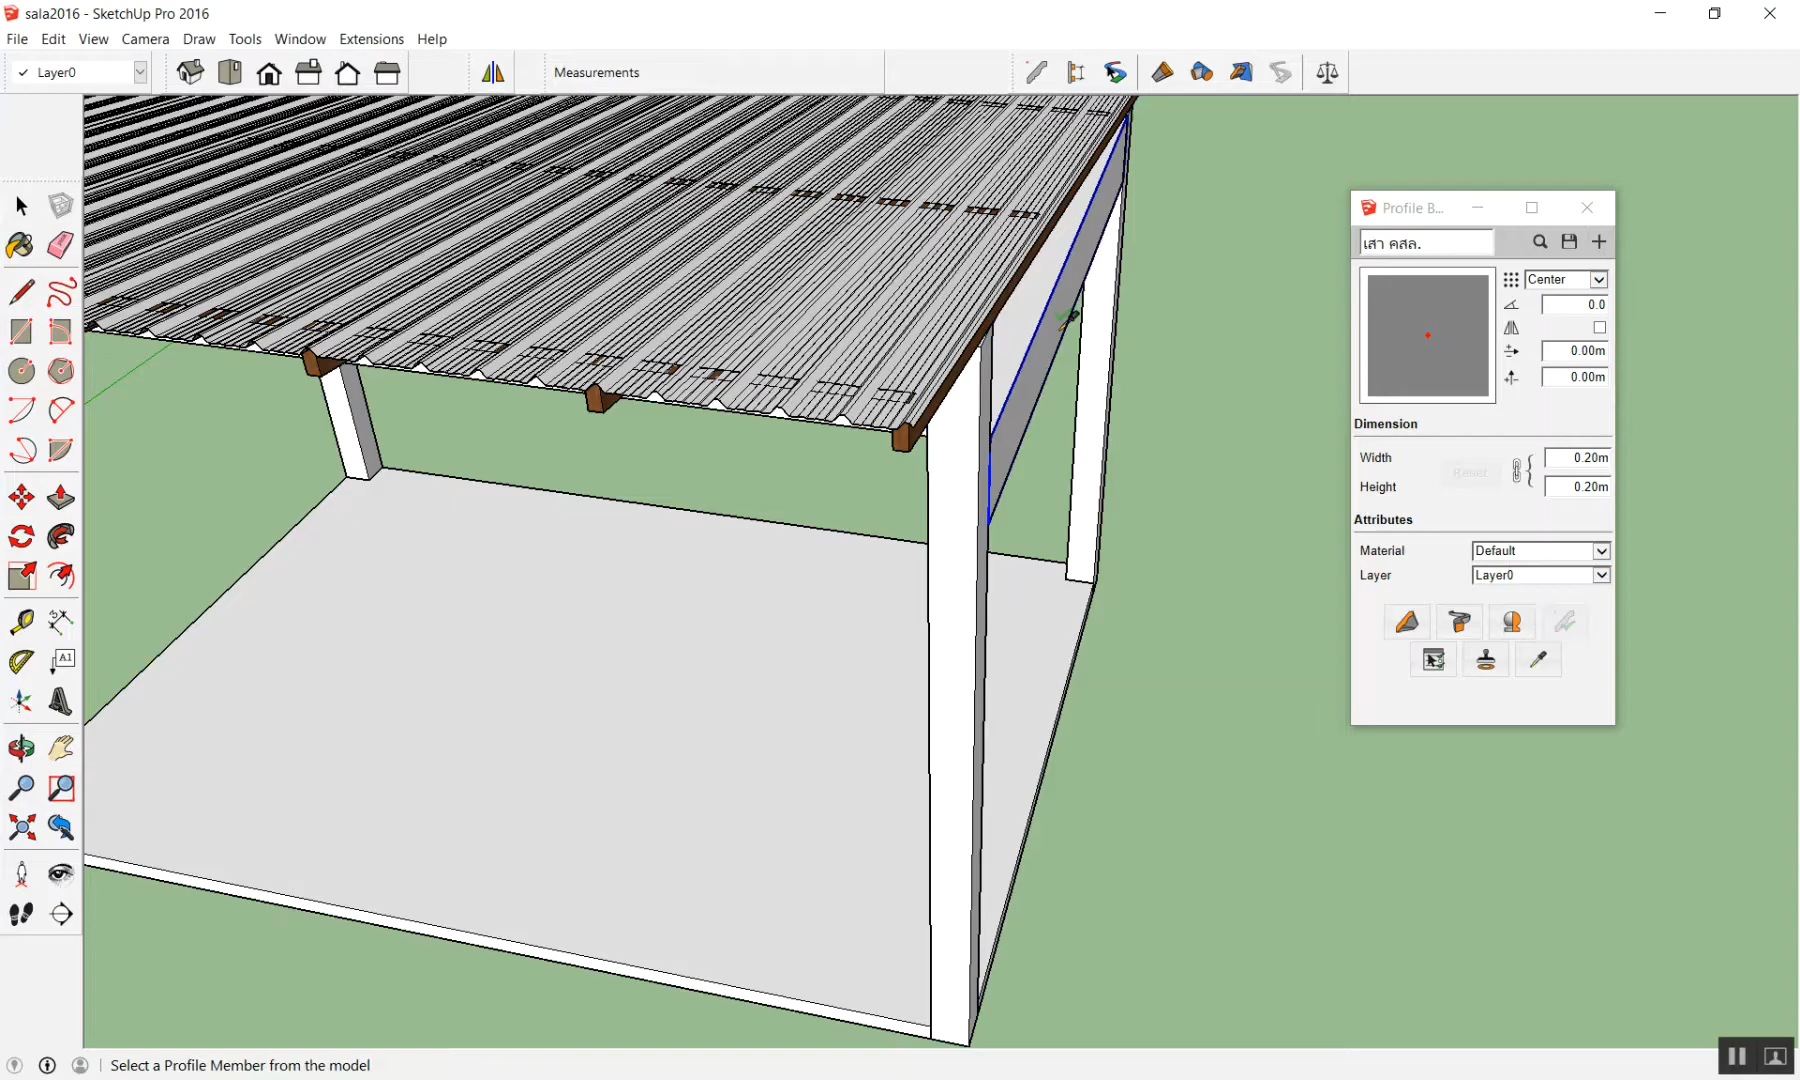 sala2016 - SketchUp Pro 2016
File Edit View Camera Draw Tools Window Extensions Help
Layer0
Measurements
Profile B...
เสา คสล.
Center
0.0
0.00m
0.00m
Dimension
Width 0.20m
Reset
Height 0.20m
Attributes
Material Default
Layer Layer0
A1
Select a Profile Member from the model